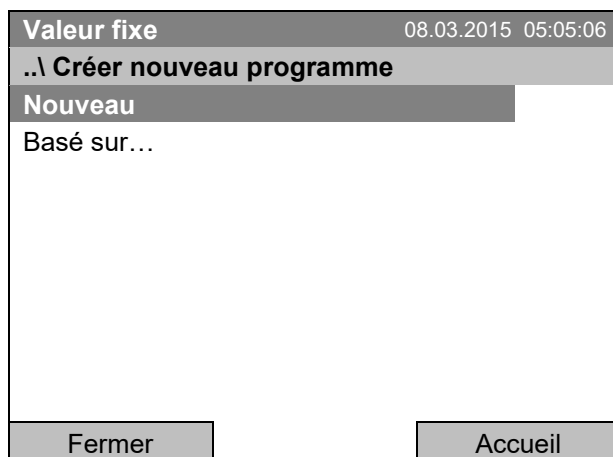 Valeur fixe 08.03.2015 05:05:06
..\ Créer nouveau programme
Nouveau
Basé sur…
Fermer Accueil